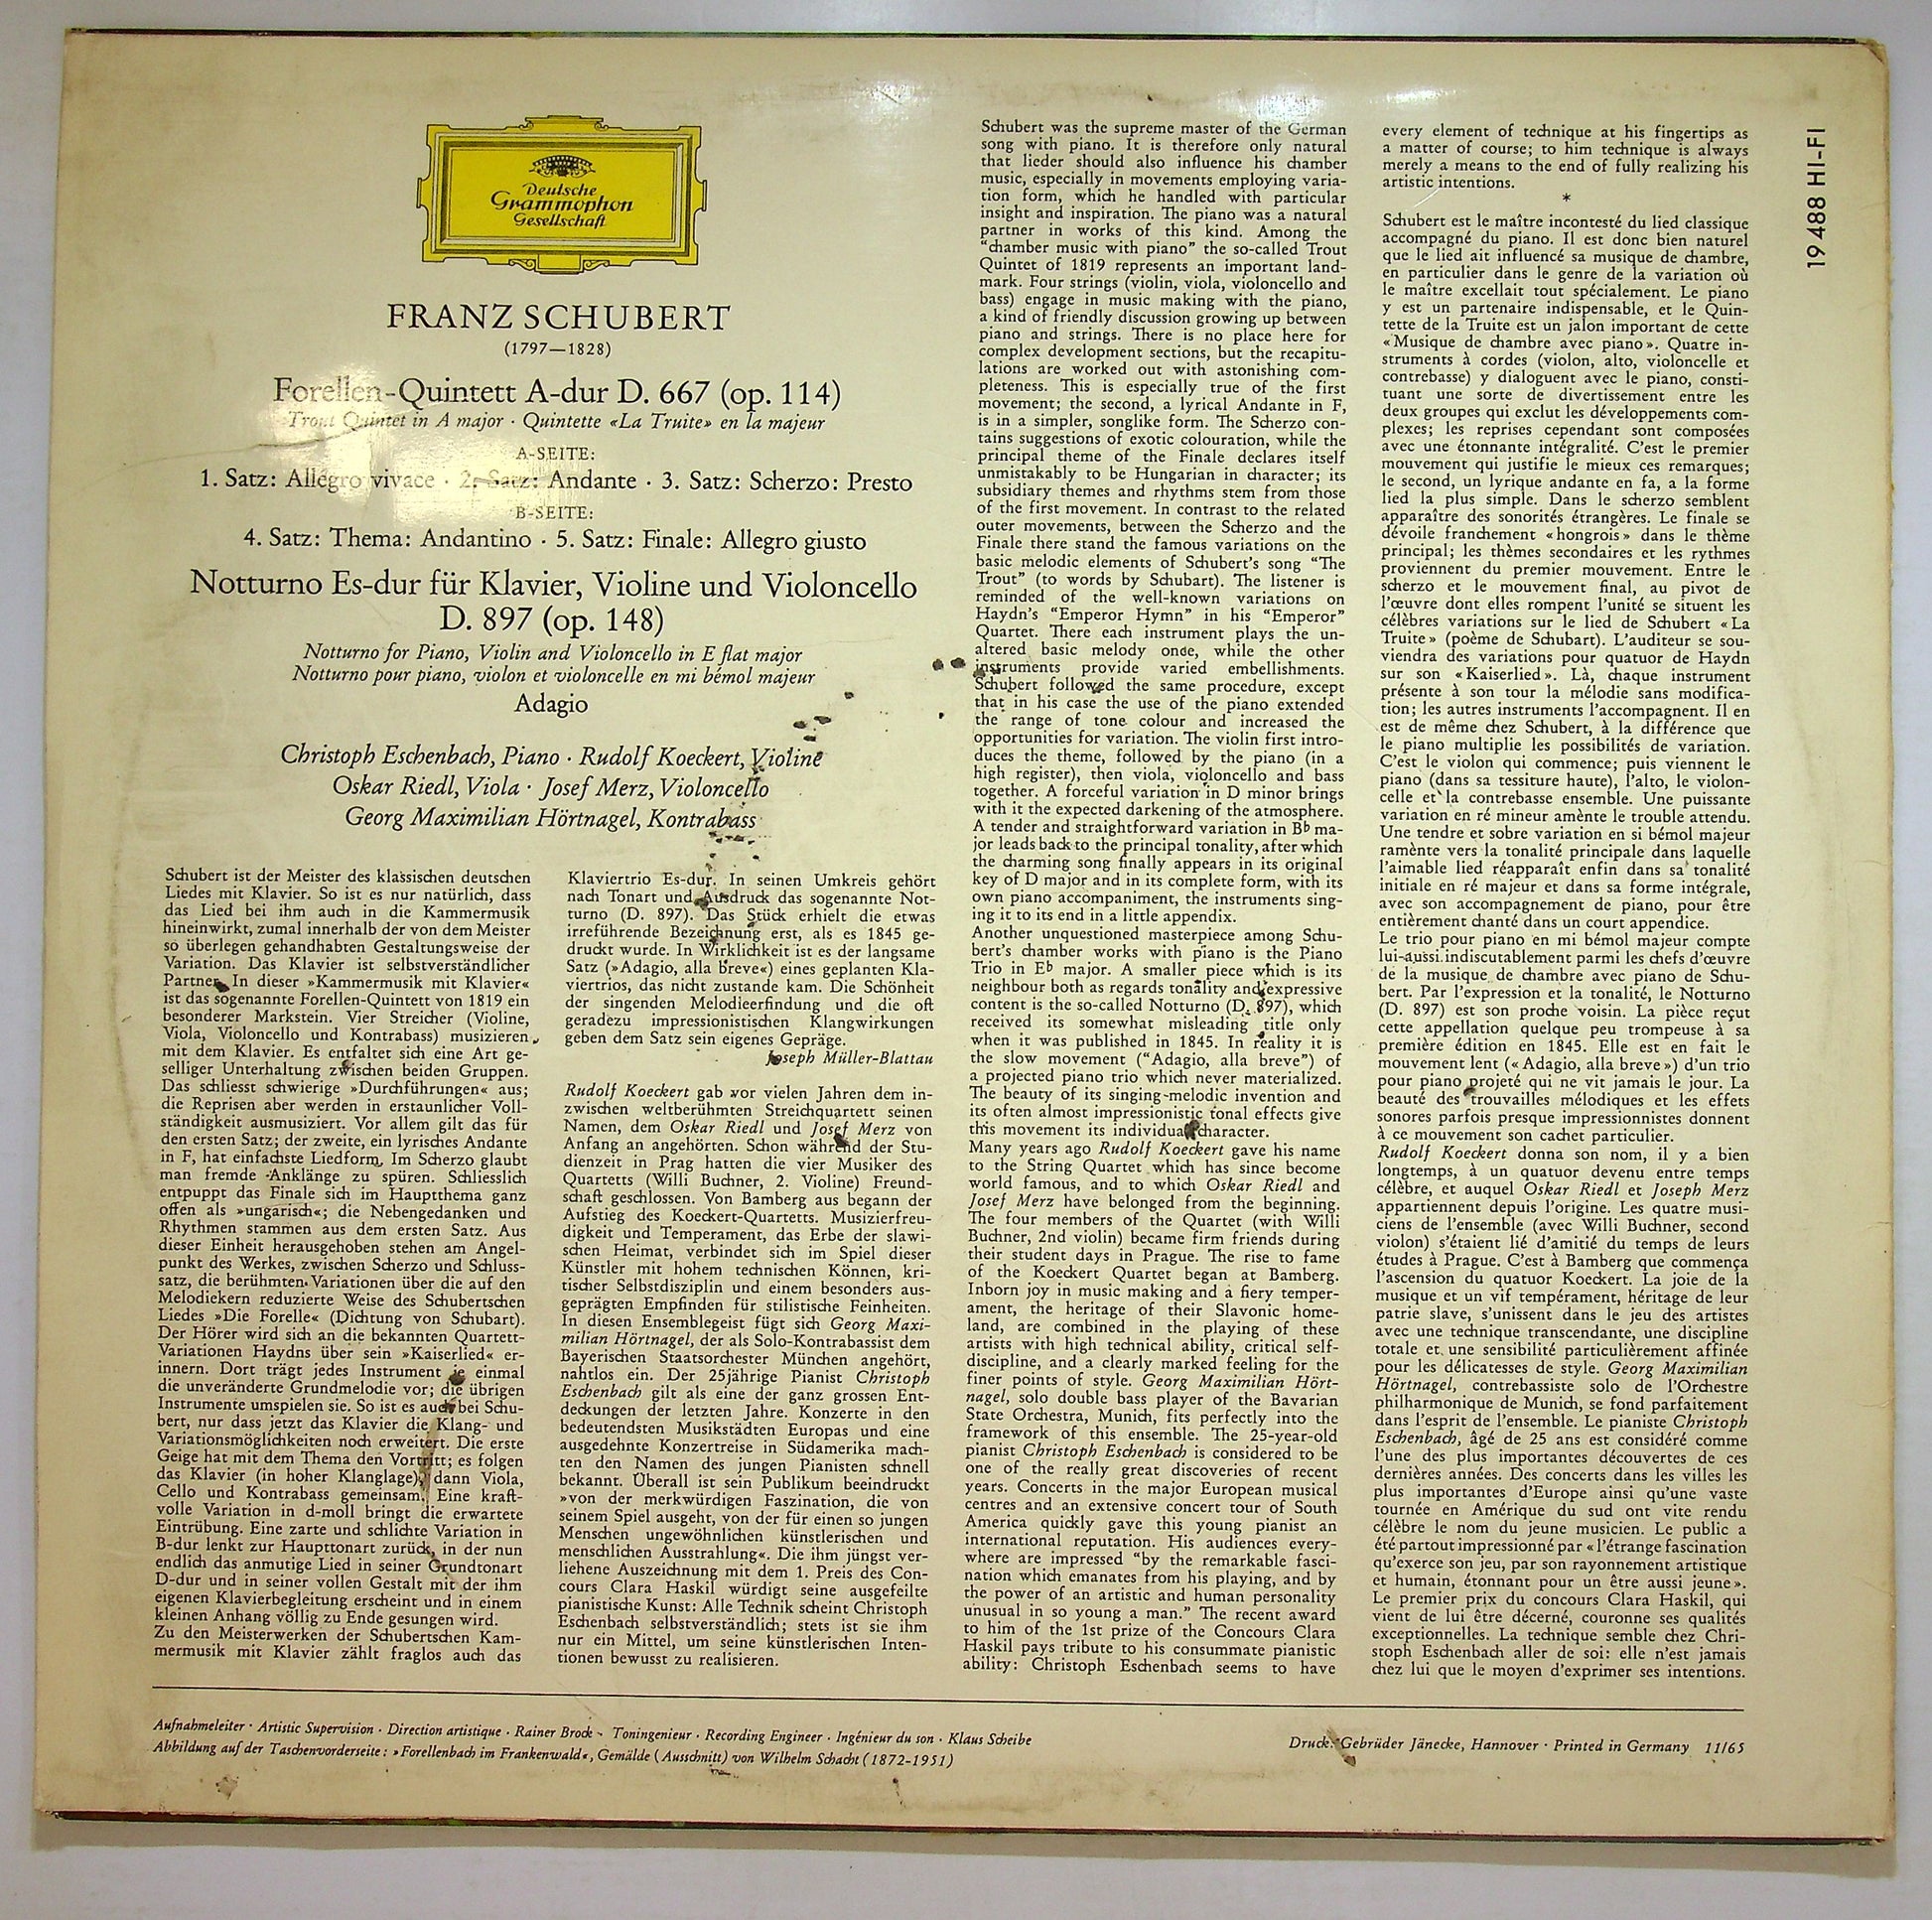 Deutsche
Grammophon
Gesellschaft
FRANZ SCHUBERT
(1797—1828)
Forellen-Quintett A-dur D. 667 (op. 114)
Trout Quintet in A major · Quintette «La Truite» en la majeur
A-SEITE:
1. Satz: Allegro vivace · 2. Satz: Andante · 3. Satz: Scherzo: Presto
B-SEITE:
4. Satz: Thema: Andantino · 5. Satz: Finale: Allegro giusto
Notturno Es-dur für Klavier, Violine und Violoncello
D. 897 (op. 148)
Notturno for Piano, Violin and Violoncello in E flat major
Notturno pour piano, violon et violoncelle en mi bémol majeur
Adagio
Christoph Eschenbach, Piano · Rudolf Koeckert, Violine
Oskar Riedl, Viola · Josef Merz, Violoncello
Georg Maximilian Hörtnagel, Kontrabass
Schubert ist der Meister des klassischen deutschen
Liedes mit Klavier. So ist es nur natürlich, dass
das Lied bei ihm auch in die Kammermusik
hineinwirkt, zumal innerhalb der von dem Meister
so überlegen gehandhabten Gestaltungsweise der
Variation. Das Klavier ist selbstverständlicher
Partner. In dieser »Kammermusik mit Klavier«
ist das sogenannte Forellen-Quintett von 1819 ein
besonderer Markstein. Vier Streicher (Violine,
Viola, Violoncello und Kontrabass) musizieren
mit dem Klavier. Es entfaltet sich eine Art ge-
selliger Unterhaltung zwischen beiden Gruppen.
Das schliesst schwierige »Durchführungen« aus;
die Reprisen aber werden in erstaunlicher Voll-
ständigkeit ausmusiziert. Vor allem gilt das für
den ersten Satz; der zweite, ein lyrisches Andante
in F, hat einfachste Liedform. Im Scherzo glaubt
man fremde Anklänge zu spüren. Schliesslich
entpuppt das Finale sich im Hauptthema ganz
offen als »ungarisch«; die Nebengedanken und
Rhythmen stammen aus dem ersten Satz. Aus
dieser Einheit herausgehoben stehen am Angel-
punkt des Werkes, zwischen Scherzo und Schluss-
satz, die berühmten Variationen über die auf den
Melodiekern reduzierte Weise des Schubertschen
Liedes »Die Forelle« (Dichtung von Schubart).
Der Hörer wird sich an die bekannten Quartett-
Variationen Haydns über sein »Kaiserlied« er-
innern. Dort trägt jedes Instrument je einmal
die unveränderte Grundmelodie vor; die übrigen
Instrumente umspielen sie. So ist es auch bei Schu-
bert, nur dass jetzt das Klavier die Klang- und
Variationsmöglichkeiten noch erweitert. Die erste
Geige hat mit dem Thema den Vortritt; es folgen
das Klavier (in hoher Klanglage), dann Viola,
Cello und Kontrabass gemeinsam. Eine kraft-
volle Variation in d-moll bringt die erwartete
Eintrübung. Eine zarte und schlichte Variation in
B-dur lenkt zur Haupttonart zurück, in der nun
endlich das anmutige Lied in seiner Grundtonart
D-dur und in seiner vollen Gestalt mit der ihm
eigenen Klavierbegleitung erscheint und in einem
kleinen Anhang völlig zu Ende gesungen wird.
Zu den Meisterwerken der Schubertschen Kam-
mermusik mit Klavier zählt fraglos auch das
Klaviertrio Es-dur. In seinen Umkreis gehört
nach Tonart und Ausdruck das sogenannte Not-
turno (D. 897). Das Stück erhielt die etwas
irreführende Bezeichnung erst, als es 1845 ge-
druckt wurde. In Wirklichkeit ist es der langsame
Satz (»Adagio, alla breve«) eines geplanten Kla-
viertrios, das nicht zustande kam. Die Schönheit
der singenden Melodieerfindung und die oft
geradezu impressionistischen Klangwirkungen
geben dem Satz sein eigenes Gepräge.
Joseph Müller-Blattau
Rudolf Koeckert gab vor vielen Jahren dem in-
zwischen weltberühmten Streichquartett seinen
Namen, dem Oskar Riedl und Josef Merz von
Anfang an angehörten. Schon während der Stu-
dienzeit in Prag hatten die vier Musiker des
Quartetts (Willi Buchner, 2. Violine) Freund-
schaft geschlossen. Von Bamberg aus begann der
Aufstieg des Koeckert-Quartetts. Musizierfreu-
digkeit und Temperament, das Erbe der slawi-
schen Heimat, verbindet sich im Spiel dieser
Künstler mit hohem technischen Können, kri-
tischer Selbstdisziplin und einem besonders aus-
geprägten Empfinden für stilistische Feinheiten.
In diesen Ensemblegeist fügt sich Georg Maxi-
milian Hörtnagel, der als Solo-Kontrabassist dem
Bayerischen Staatsorchester München angehört,
nahtlos ein. Der 25jährige Pianist Christoph
Eschenbach gilt als eine der ganz grossen Ent-
deckungen der letzten Jahre. Konzerte in den
bedeutendsten Musikstädten Europas und eine
ausgedehnte Konzertreise in Südamerika mach-
ten den Namen des jungen Pianisten schnell
bekannt. Überall ist sein Publikum beeindruckt
»von der merkwürdigen Faszination, die von
seinem Spiel ausgeht, von der für einen so jungen
Menschen ungewöhnlichen künstlerischen und
menschlichen Ausstrahlung«. Die ihm jüngst ver-
liehene Auszeichnung mit dem 1. Preis des Con-
cours Clara Haskil würdigt seine ausgefeilte
pianistische Kunst: Alle Technik scheint Christoph
Eschenbach selbstverständlich; stets ist sie ihm
nur ein Mittel, um seine künstlerischen Inten-
tionen bewusst zu realisieren.
Schubert was the supreme master of the German
song with piano. It is therefore only natural
that lieder should also influence his chamber
music, especially in movements employing varia-
tion form, which he handled with particular
insight and inspiration. The piano was a natural
partner in works of this kind. Among the
“chamber music with piano” the so-called Trout
Quintet of 1819 represents an important land-
mark. Four strings (violin, viola, violoncello and
bass) engage in music making with the piano,
a kind of friendly discussion growing up between
piano and strings. There is no place here for
complex development sections, but the recapitu-
lations are worked out with astonishing com-
pleteness. This is especially true of the first
movement; the second, a lyrical Andante in F,
is in a simpler, songlike form. The Scherzo con-
tains suggestions of exotic colouration, while the
principal theme of the Finale declares itself
unmistakably to be Hungarian in character; its
subsidiary themes and rhythms stem from those
of the first movement. In contrast to the related
outer movements, between the Scherzo and the
Finale there stand the famous variations on the
basic melodic elements of Schubert’s song “The
Trout” (to words by Schubart). The listener is
reminded of the well-known variations on
Haydn’s “Emperor Hymn” in his “Emperor”
Quartet. There each instrument plays the un-
altered basic melody once, while the other
instruments provide varied embellishments.
Schubert followed the same procedure, except
that in his case the use of the piano extended
the range of tone colour and increased the
opportunities for variation. The violin first intro-
duces the theme, followed by the piano (in a
high register), then viola, violoncello and bass
together. A forceful variation in D minor brings
with it the expected darkening of the atmosphere.
A tender and straightforward variation in B♭ ma-
jor leads back to the principal tonality, after which
the charming song finally appears in its original
key of D major and in its complete form, with its
own piano accompaniment, the instruments sing-
ing it to its end in a little appendix.
Another unquestioned masterpiece among Schu-
bert’s chamber works with piano is the Piano
Trio in E♭ major. A smaller piece which is its
neighbour both as regards tonality and expressive
content is the so-called Notturno (D. 897), which
received its somewhat misleading title only
when it was published in 1845. In reality it is
the slow movement (“Adagio, alla breve”) of
a projected piano trio which never materialized.
The beauty of its singing melodic invention and
its often almost impressionistic tonal effects give
this movement its individual character.
Many years ago Rudolf Koeckert gave his name
to the String Quartet which has since become
world famous, and to which Oskar Riedl and
Josef Merz have belonged from the beginning.
The four members of the Quartet (with Willi
Buchner, 2nd violin) became firm friends during
their student days in Prague. The rise to fame
of the Koeckert Quartet began at Bamberg.
Inborn joy in music making and a fiery temper-
ament, the heritage of their Slavonic home-
land, are combined in the playing of these
artists with high technical ability, critical self-
discipline, and a clearly marked feeling for the
finer points of style. Georg Maximilian Hört-
nagel, solo double bass player of the Bavarian
State Orchestra, Munich, fits perfectly into the
framework of this ensemble. The 25-year-old
pianist Christoph Eschenbach is considered to be
one of the really great discoveries of recent
years. Concerts in the major European musical
centres and an extensive concert tour of South
America quickly gave this young pianist an
international reputation. His audiences every-
where are impressed “by the remarkable fasci-
nation which emanates from his playing, and by
the power of an artistic and human personality
unusual in so young a man.” The recent award
to him of the 1st prize of the Concours Clara
Haskil pays tribute to his consummate pianistic
ability: Christoph Eschenbach seems to have
every element of technique at his fingertips as
a matter of course; to him technique is always
merely a means to the end of fully realizing his
artistic intentions.
*
Schubert est le maître incontesté du lied classique
accompagné du piano. Il est donc bien naturel
que le lied ait influencé sa musique de chambre,
en particulier dans le genre de la variation où
le maître excellait tout spécialement. Le piano
y est un partenaire indispensable, et le Quin-
tette de la Truite est un jalon important de cette
«Musique de chambre avec piano». Quatre in-
struments à cordes (violon, alto, violoncelle et
contrebasse) y dialoguent avec le piano, consti-
tuant une sorte de divertissement entre les
deux groupes qui exclut les développements com-
plexes; les reprises cependant sont composées
avec une étonnante intégralité. C’est le premier
mouvement qui justifie le mieux ces remarques;
le second, un lyrique andante en fa, a la forme
lied la plus simple. Dans le scherzo semblent
apparaître des sonorités étrangères. Le finale se
dévoile franchement «hongrois» dans le thème
principal; les thèmes secondaires et les rythmes
proviennent du premier mouvement. Entre le
scherzo et le mouvement final, au pivot de
l’œuvre dont elles rompent l’unité se situent les
célèbres variations sur le lied de Schubert «La
Truite» (poème de Schubart). L’auditeur se sou-
viendra des variations pour quatuor de Haydn
sur son «Kaiserlied». Là, chaque instrument
présente à son tour la mélodie sans modifica-
tion; les autres instruments l’accompagnent. Il en
est de même chez Schubert, à la différence que
le piano multiplie les possibilités de variation.
C’est le violon qui commence; puis viennent le
piano (dans sa tessiture haute), l’alto, le violon-
celle et la contrebasse ensemble. Une puissante
variation en ré mineur amène le trouble attendu.
Une tendre et sobre variation en si bémol majeur
ramène vers la tonalité principale dans laquelle
l’aimable lied réapparaît enfin dans sa tonalité
initiale en ré majeur et dans sa forme intégrale,
avec son accompagnement de piano, pour être
entièrement chanté dans un court appendice.
Le trio pour piano en mi bémol majeur compte
lui-aussi indiscutablement parmi les chefs d’œuvre
de la musique de chambre avec piano de Schu-
bert. Par l’expression et la tonalité, le Notturno
(D. 897) est son proche voisin. La pièce reçut
cette appellation quelque peu trompeuse à sa
première édition en 1845. Elle est en fait le
mouvement lent («Adagio, alla breve») d’un trio
pour piano projeté qui ne vit jamais le jour. La
beauté des trouvailles mélodiques et les effets
sonores parfois presque impressionnistes donnent
à ce mouvement son cachet particulier.
Rudolf Koeckert donna son nom, il y a bien
longtemps, à un quatuor devenu entre temps
célèbre, et auquel Oskar Riedl et Joseph Merz
appartiennent depuis l’origine. Les quatre musi-
ciens de l’ensemble (avec Willi Buchner, second
violon) s’étaient lié d’amitié du temps de leurs
études à Prague. C’est à Bamberg que commença
l’ascension du quatuor Koeckert. La joie de la
musique et un vif tempérament, héritage de leur
patrie slave, s’unissent dans le jeu des artistes
avec une technique transcendante, une discipline
totale et une sensibilité particulièrement affinée
pour les délicatesses de style. Georg Maximilian
Hörtnagel, contrebassiste solo de l’Orchestre
philharmonique de Munich, se fond parfaitement
dans l’esprit de l’ensemble. Le pianiste Christoph
Eschenbach, âgé de 25 ans est considéré comme
l’une des plus importantes découvertes de ces
dernières années. Des concerts dans les villes les
plus importantes d’Europe ainsi qu’une vaste
tournée en Amérique du sud ont vite rendu
célèbre le nom du jeune musicien. Le public a
été partout impressionné par «l’étrange fascination
qu’exerce son jeu, par son rayonnement artistique
et humain, étonnant pour un être aussi jeune».
Le premier prix du concours Clara Haskil, qui
vient de lui être décerné, couronne ses qualités
exceptionnelles. La technique semble chez Chri-
stoph Eschenbach aller de soi: elle n’est jamais
chez lui que le moyen d’exprimer ses intentions.
19 488 HI-FI
Aufnahmeleiter · Artistic Supervision · Direction artistique · Rainer Brock - Toningenieur · Recording Engineer · Ingénieur du son · Klaus Scheibe
Abbildung auf der Taschenvorderseite: »Forellenbach im Frankenwald«, Gemälde (Ausschnitt) von Wilhelm Schacht (1872-1951)
Druck: Gebrüder Jänecke, Hannover · Printed in Germany 11/65